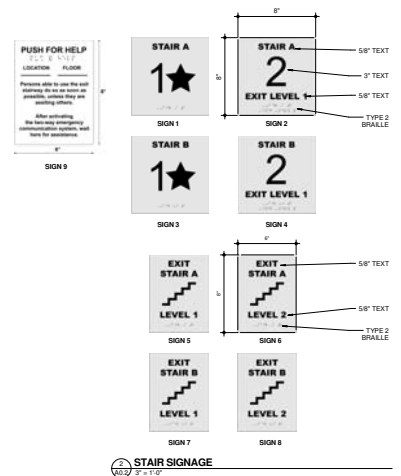 PUSH FOR HELP
LOCATION FLOOR
Persons able to use the exit
stairway do so as soon as
possible, unless they are
assisting others.
After activating
the two-way emergency
communication system, wait
here for assistance.
6"
SIGN 9
STAIR A
1★
SIGN 1
8"
8"
STAIR A
2
EXIT LEVEL 1
SIGN 2
5/8" TEXT
3" TEXT
5/8" TEXT
TYPE 2
BRAILLE
STAIR B
1★
SIGN 3
STAIR B
2
EXIT LEVEL 1
SIGN 4
EXIT
STAIR A
LEVEL 1
SIGN 5
6"
EXIT
STAIR A
LEVEL 2
SIGN 6
5/8" TEXT
5/8" TEXT
TYPE 2
BRAILLE
EXIT
STAIR B
LEVEL 1
SIGN 7
EXIT
STAIR B
LEVEL 2
SIGN 8
2 STAIR SIGNAGE
A0.2 3" = 1'-0"